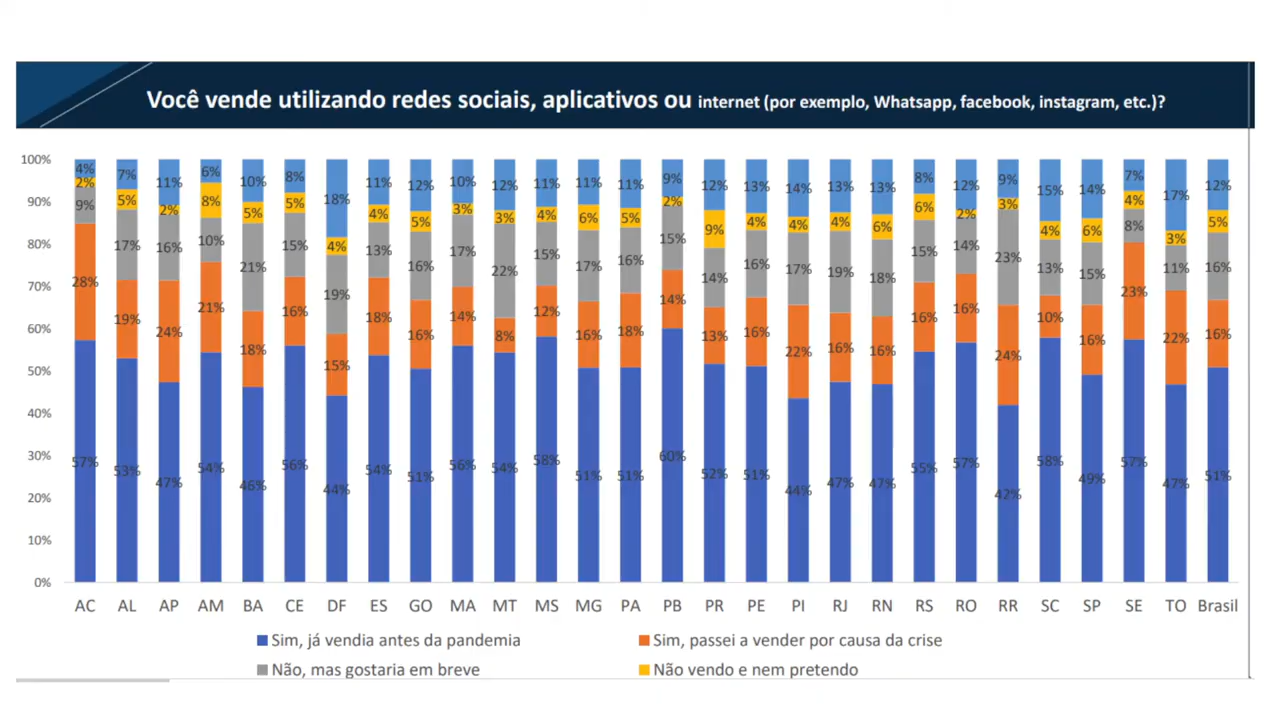 Você vende utilizando redes sociais, aplicativos ou internet (por exemplo, Whatsapp, facebook, instagram, etc.)?
100% 4% 7% 11% 6% 10% 8% 18% 11% 12% 10% 12% 11% 11% 11% 9% 12% 13% 14% 13% 13% 8% 12% 9% 15% 14% 7% 17% 12%
90% 2% 5% 2% 8% 5% 5% 4% 4% 5% 3% 3% 4% 6% 5% 2% 9% 4% 4% 4% 6% 6% 2% 3% 4% 6% 4% 3% 5%
80% 9% 17% 16% 10% 21% 15% 19% 13% 16% 17% 22% 15% 17% 16% 15% 14% 16% 17% 19% 18% 15% 14% 23% 13% 15% 8% 11% 16%
70% 28% 19% 24% 21% 18% 16% 15% 18% 16% 14% 8% 12% 16% 18% 14% 13% 16% 22% 16% 16% 16% 16% 24% 10% 16% 23% 22% 16%
60%
50%
40%
30% 57% 53% 47% 54% 46% 56% 44% 54% 51% 56% 54% 58% 51% 51% 60% 52% 51% 44% 47% 47% 55% 57% 42% 58% 49% 57% 47% 51%
20%
10%
0%
AC AL AP AM BA CE DF ES GO MA MT MS MG PA PB PR PE PI RJ RN RS RO RR SC SP SE TO Brasil
Sim, já vendia antes da pandemia Sim, passei a vender por causa da crise
Não, mas gostaria em breve Não vendo e nem pretendo